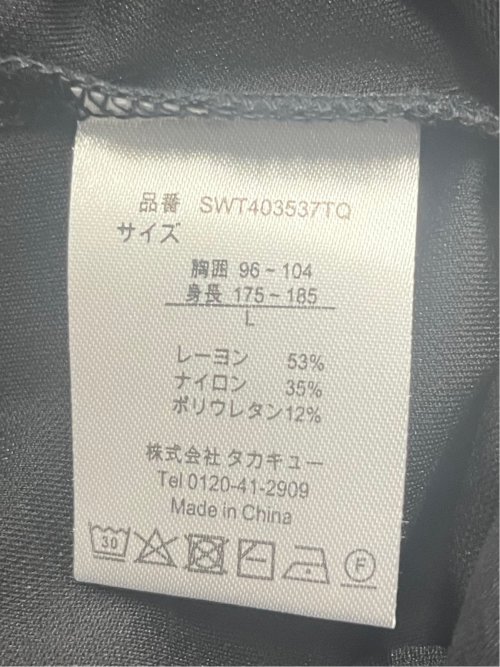 品番 SWT403537TQ
サイズ
胸囲 96~104
身長 175~185
L
レーヨン 53%
ナイロン 35%
ポリウレタン12%
株式会社 タカキュー
Tel 0120-41-2909
Made in China
30
F